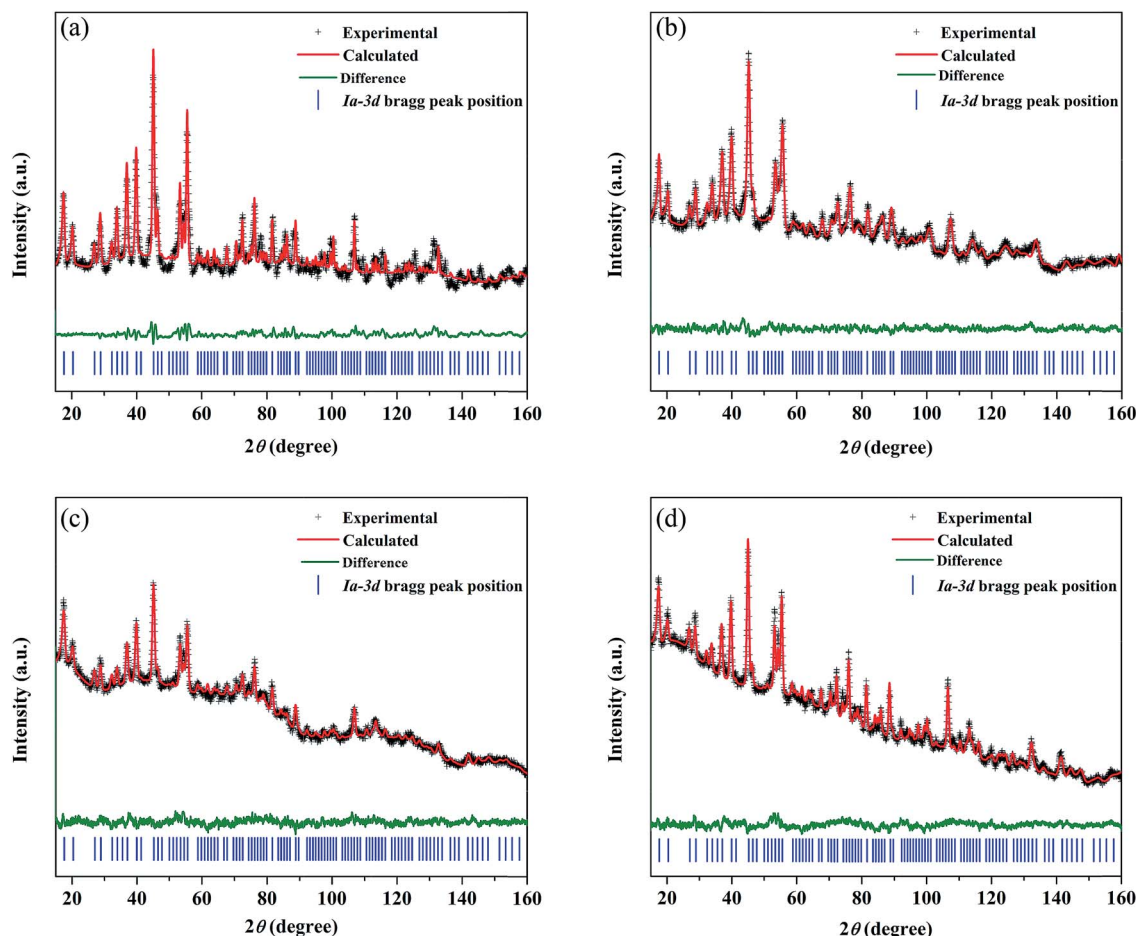 (a)
Experimental
Calculated
Difference
Ia-3d bragg peak position
Intensity (a.u.)
20 40 60 80 100 120 140 160
2θ (degree)
(b)
Experimental
Calculated
Difference
Ia-3d bragg peak position
Intensity (a.u.)
20 40 60 80 100 120 140 160
2θ (degree)
(c)
Experimental
Calculated
Difference
Ia-3d bragg peak position
Intensity (a.u.)
20 40 60 80 100 120 140 160
2θ (degree)
(d)
Experimental
Calculated
Difference
Ia-3d bragg peak position
Intensity (a.u.)
20 40 60 80 100 120 140 160
2θ (degree)